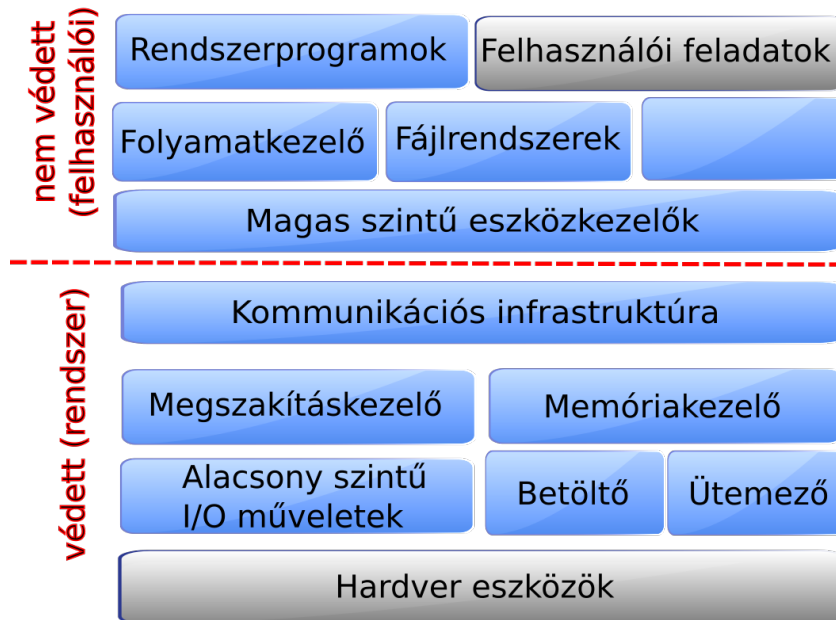 nem védett
(felhasználói)
Rendszerprogramok
Felhasználói feladatok
Folyamatkezelő
Fájlrendszerek
Magas szintű eszközkezelők
védett (rendszer)
Kommunikációs infrastruktúra
Megszakításkezelő
Memóriakezelő
Alacsony szintű
I/O műveletek
Betöltő
Ütemező
Hardver eszközök